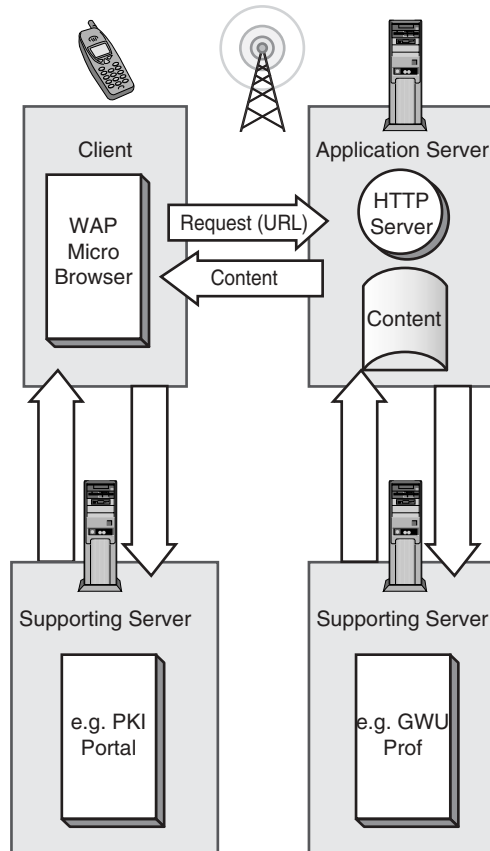 Client
Application Server
WAP
Micro
Browser
Request (URL)
HTTP
Server
Content
Content
Supporting Server
Supporting Server
e.g. PKI
Portal
e.g. GWU
Prof